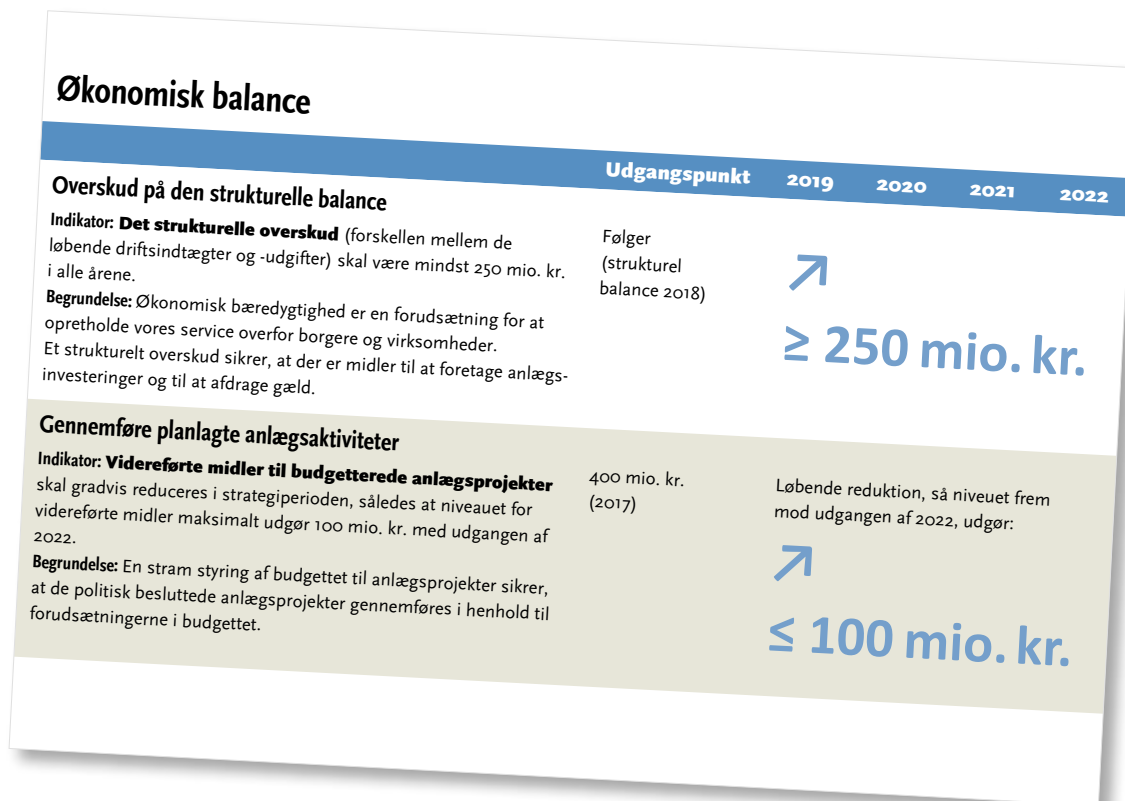 Økonomisk balance
Udgangspunkt 2019 2020 2021 2022
Overskud på den strukturelle balance
Indikator: Det strukturelle overskud (forskellen mellem de
løbende driftsindtægter og -udgifter) skal være mindst 250 mio. kr.
i alle årene.
Begrundelse: Økonomisk bæredygtighed er en forudsætning for at
opretholde vores service overfor borgere og virksomheder.
Et strukturelt overskud sikrer, at der er midler til at foretage anlægs-
investeringer og til at afdrage gæld.
Følger
(strukturel
balance 2018)
≥ 250 mio. kr.
Gennemføre planlagte anlægsaktiviteter
Indikator: Videreførte midler til budgetterede anlægsprojekter
skal gradvis reduceres i strategiperioden, således at niveauet for
videreførte midler maksimalt udgør 100 mio. kr. med udgangen af
2022.
Begrundelse: En stram styring af budgettet til anlægsprojekter sikrer,
at de politisk besluttede anlægsprojekter gennemføres i henhold til
forudsætningerne i budgettet.
400 mio. kr.
(2017)
Løbende reduktion, så niveuet frem
mod udgangen af 2022, udgør:
≤ 100 mio. kr.